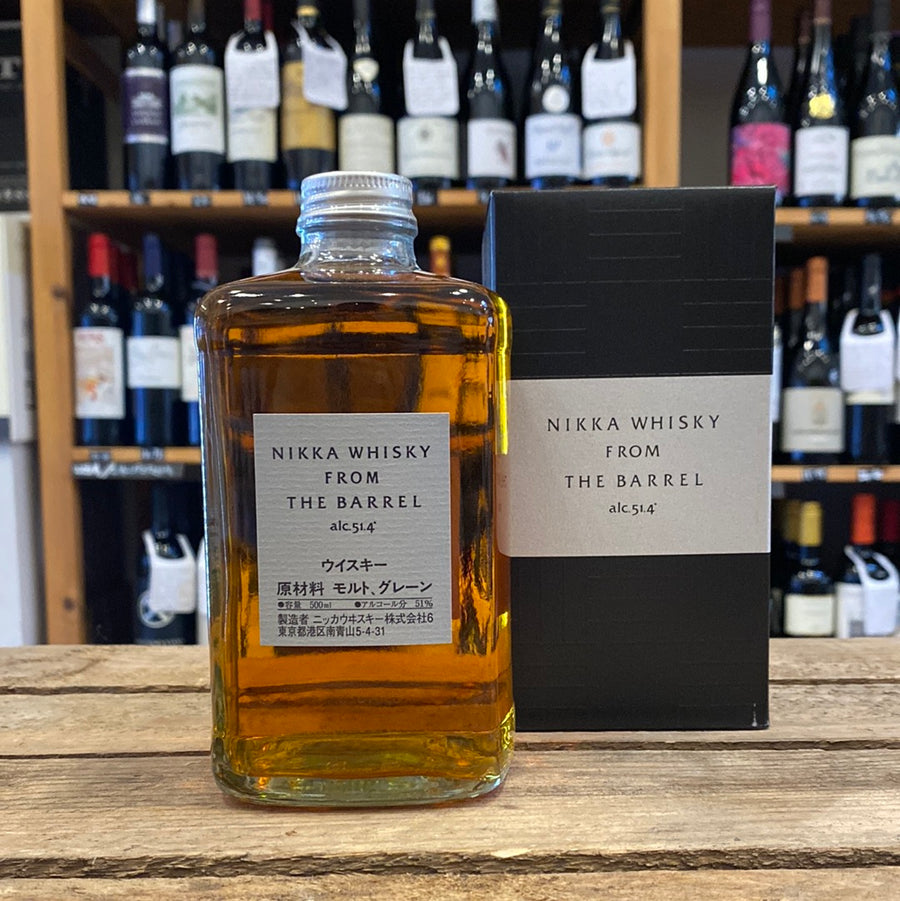 NIKKA WHISKY
FROM
THE BARREL
alc.51.4°
ウイスキー
原材料 モルト、グレーン
●容量 500ml ●アルコール分 51%
製造者 ニッカウヰスキー株式会社6
東京都港区南青山5-4-31
NIKKA WHISKY
FROM
THE BARREL
alc.51.4°